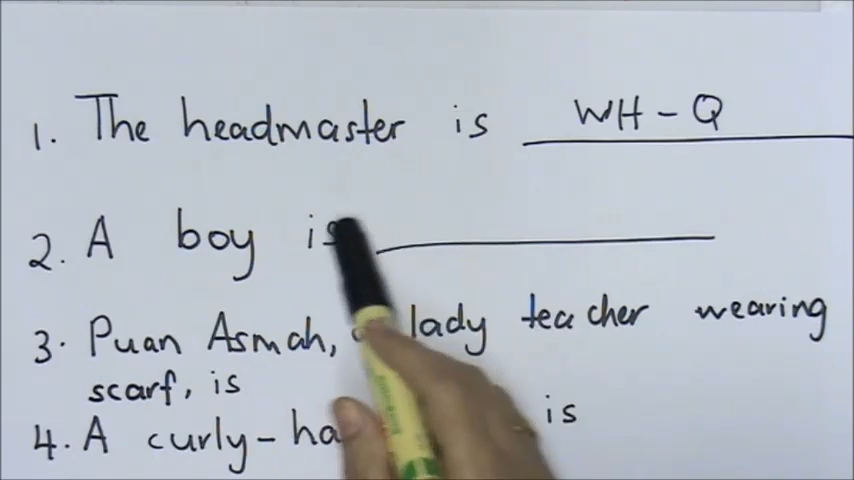 1. The headmaster is WH-Q
2. A boy is
3. Puan Asmah, lady teacher wearing
scarf, is
4. A curly-ha is